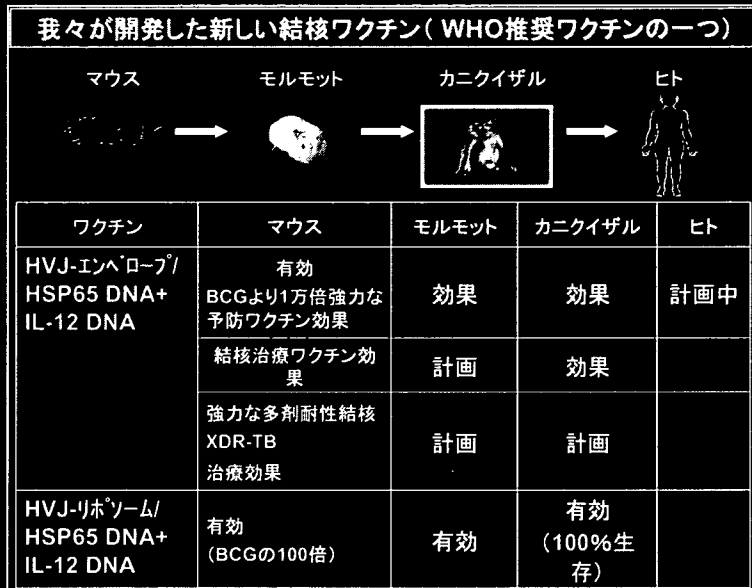 我々が開発した新しい結核ワクチン( WHO推奨ワクチンの一つ)
マウス モルモット カニクイザル ヒト
ワクチン マウス モルモット カニクイザル ヒト
HVJ-エンベロープ/
HSP65 DNA+
IL-12 DNA
有効
BCGより1万倍強力な
予防ワクチン効果
効果 効果 計画中
結核治療ワクチン効
果
計画 効果
強力な多剤耐性結核
XDR-TB
治療効果
計画 計画
HVJ-リポソーム/
HSP65 DNA+
IL-12 DNA
有効
(BCGの100倍)
有効
有効
(100%生
存)